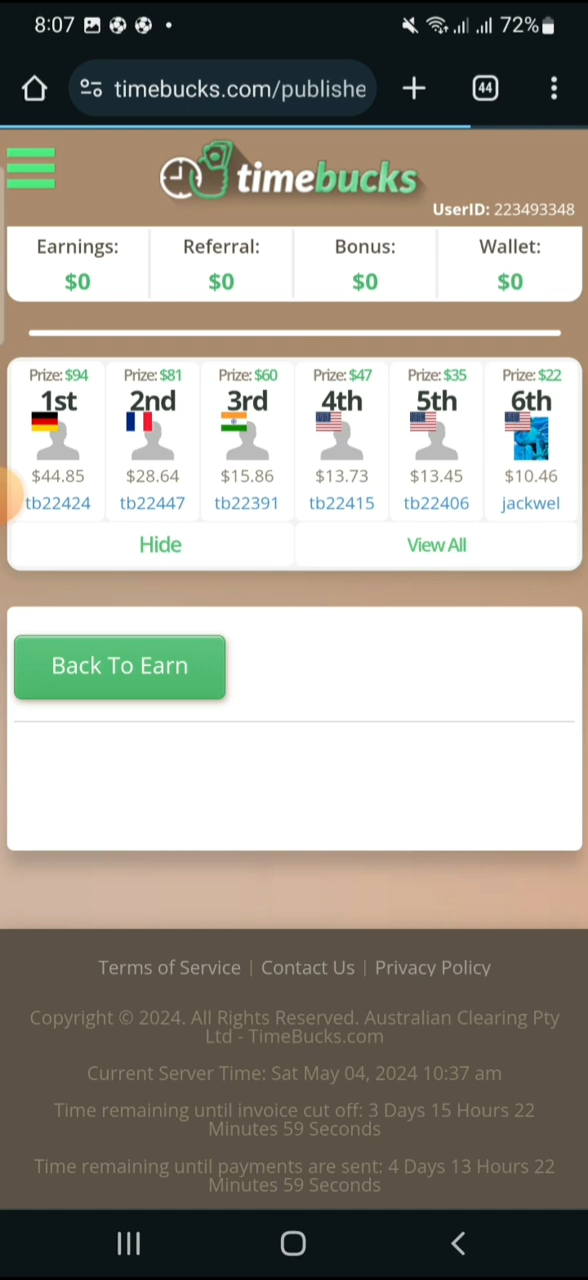 8:07
72%
timebucks.com/publishe
44
timebucks
UserID: 223493348
Earnings: Referral: Bonus: Wallet:
$0 $0 $0 $0
Prize: $94 Prize: $81 Prize: $60 Prize: $47 Prize: $35 Prize: $22
1st 2nd 3rd 4th 5th 6th
$44.85 $28.64 $15.86 $13.73 $13.45 $10.46
tb22424 tb22447 tb22391 tb22415 tb22406 jackwel
Hide View All
Back To Earn
Terms of Service | Contact Us | Privacy Policy
Copyright © 2024. All Rights Reserved. Australian Clearing Pty
Ltd - TimeBucks.com
Current Server Time: Sat May 04, 2024 10:37 am
Time remaining until invoice cut off: 3 Days 15 Hours 22
Minutes 59 Seconds
Time remaining until payments are sent: 4 Days 13 Hours 22
Minutes 59 Seconds